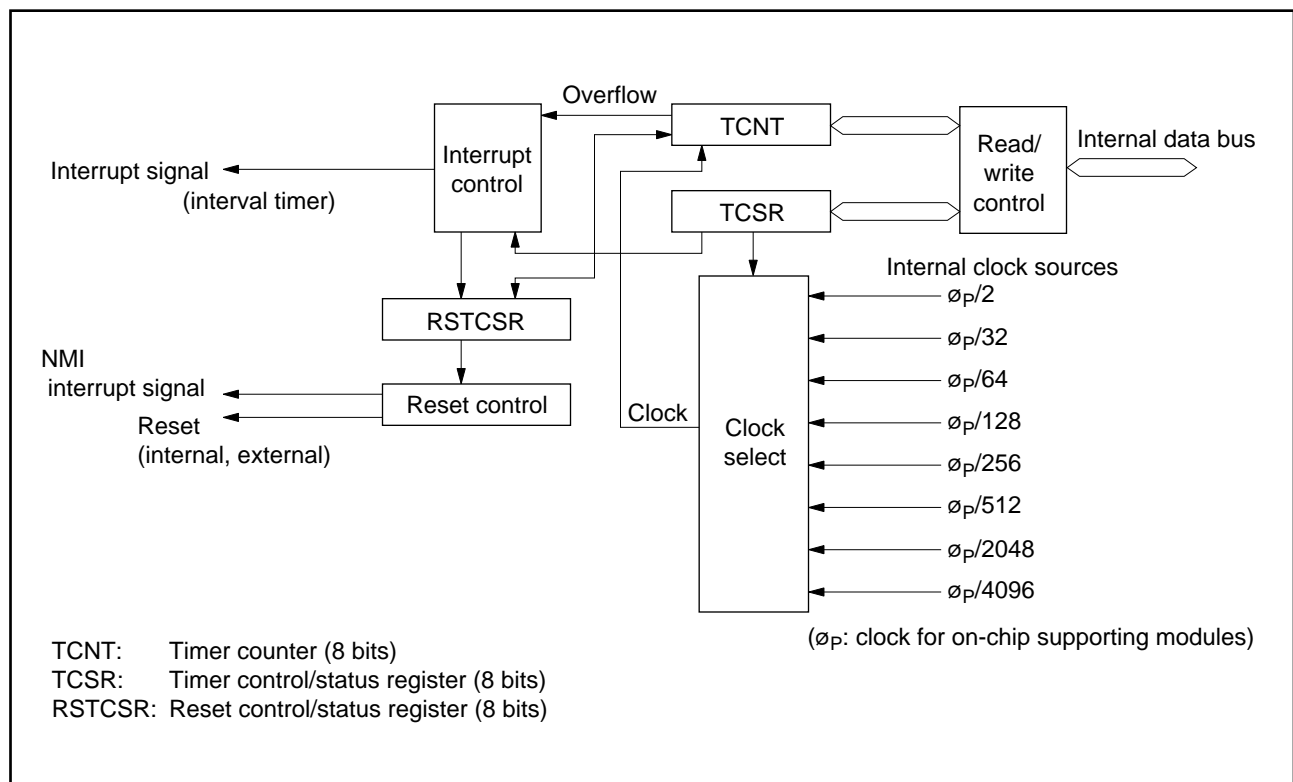 Overflow
TCNT
Interrupt
control
Read/
write
control
Internal data bus
Interrupt signal
(interval timer)
TCSR
Internal clock sources
øP/2
RSTCSR
øP/32
NMI
interrupt signal
øP/64
Reset control
Clock
øP/128
Reset
(internal, external)
Clock
select
øP/256
øP/512
øP/2048
øP/4096
(øP: clock for on-chip supporting modules)
TCNT: Timer counter (8 bits)
TCSR: Timer control/status register (8 bits)
RSTCSR: Reset control/status register (8 bits)